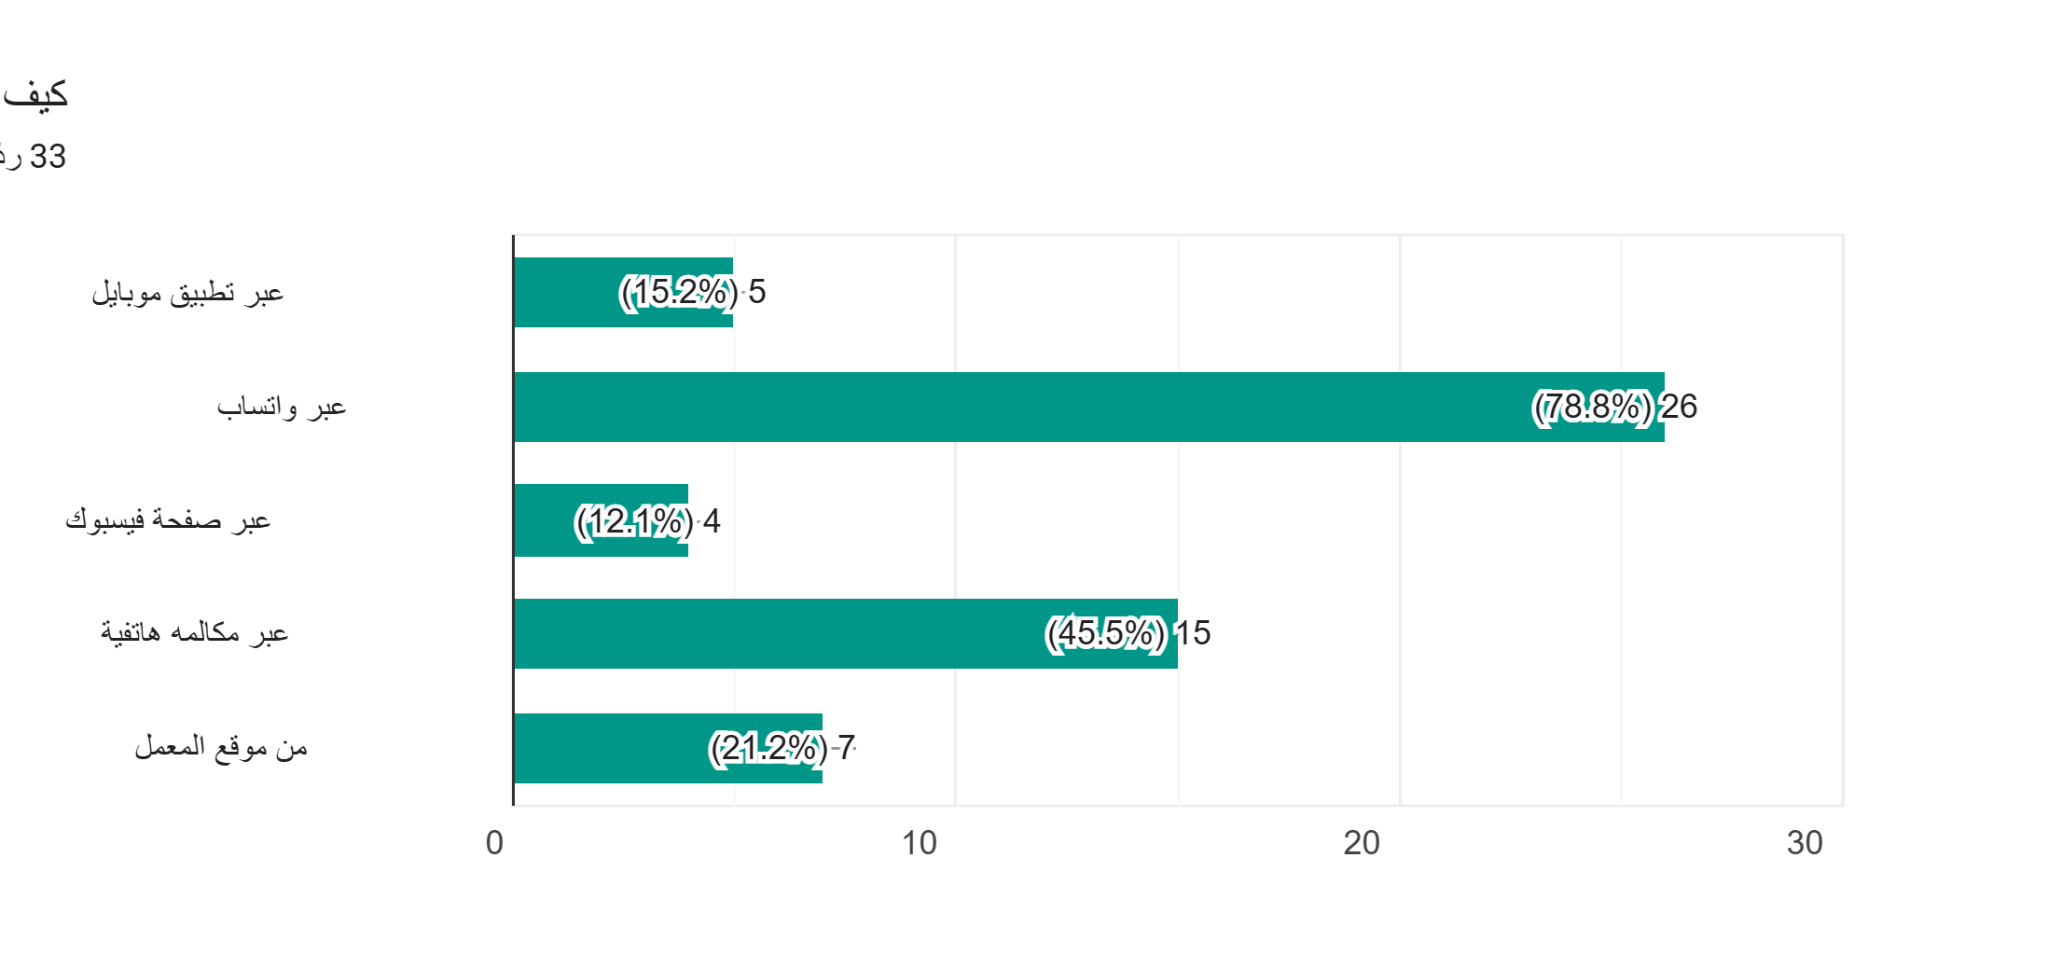 كيف
33
عبر تطبيق موبايل
5 (15.2%)
عبر واتساب
26 (78.8%)
عبر صفحة فيسبوك
4 (12.1%)
عبر مكالمه هاتفية
15 (45.5%)
من موقع المعمل
7 (21.2%)
0 10 20 30